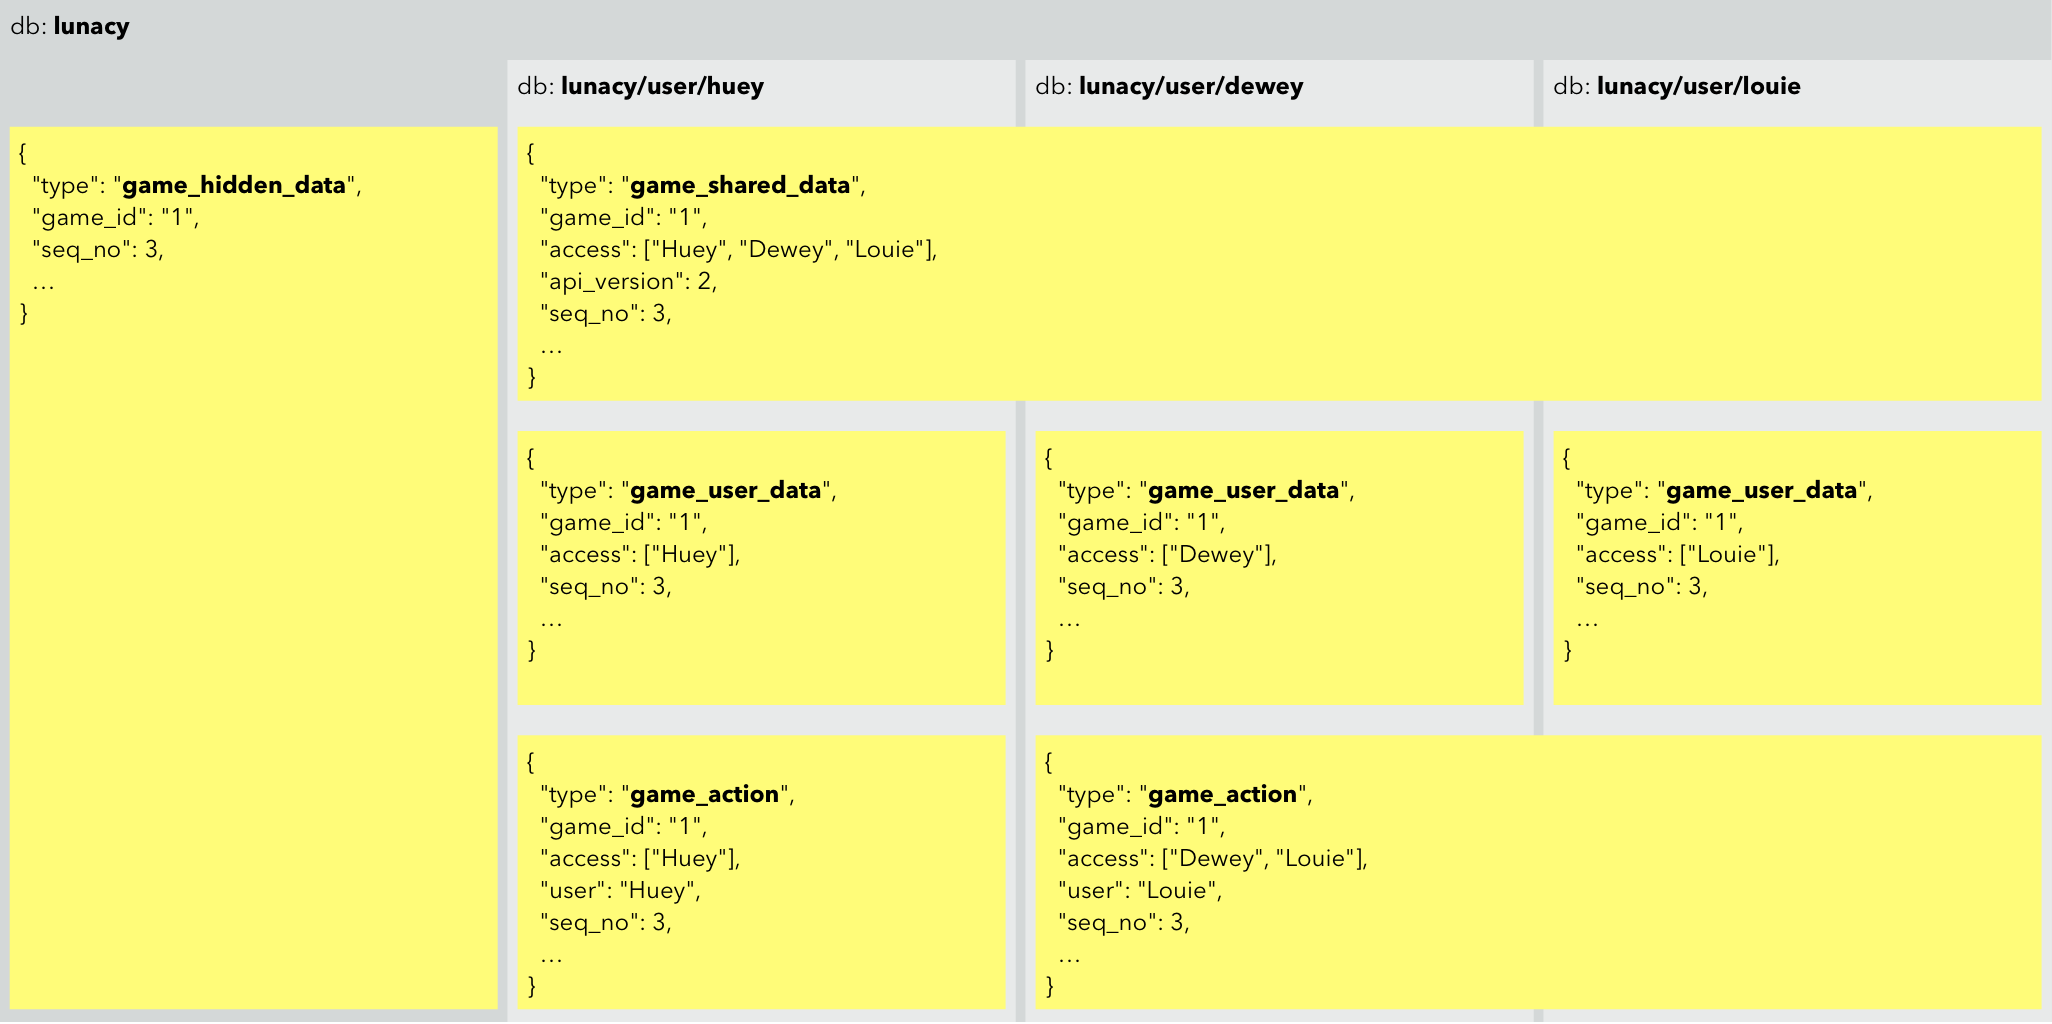 db: lunacy
db: lunacy/user/huey
db: lunacy/user/dewey
db: lunacy/user/louie
{
"type": "game_hidden_data",
"game_id": "1",
"seq_no": 3,
...
}
{
"type": "game_shared_data",
"game_id": "1",
"access": ["Huey", "Dewey", "Louie"],
"api_version": 2,
"seq_no": 3,
...
}
{
"type": "game_user_data",
"game_id": "1",
"access": ["Huey"],
"seq_no": 3,
...
}
{
"type": "game_user_data",
"game_id": "1",
"access": ["Dewey"],
"seq_no": 3,
...
}
{
"type": "game_user_data",
"game_id": "1",
"access": ["Louie"],
"seq_no": 3,
...
}
{
"type": "game_action",
"game_id": "1",
"access": ["Huey"],
"user": "Huey",
"seq_no": 3,
...
}
{
"type": "game_action",
"game_id": "1",
"access": ["Dewey", "Louie"],
"user": "Louie",
"seq_no": 3,
...
}